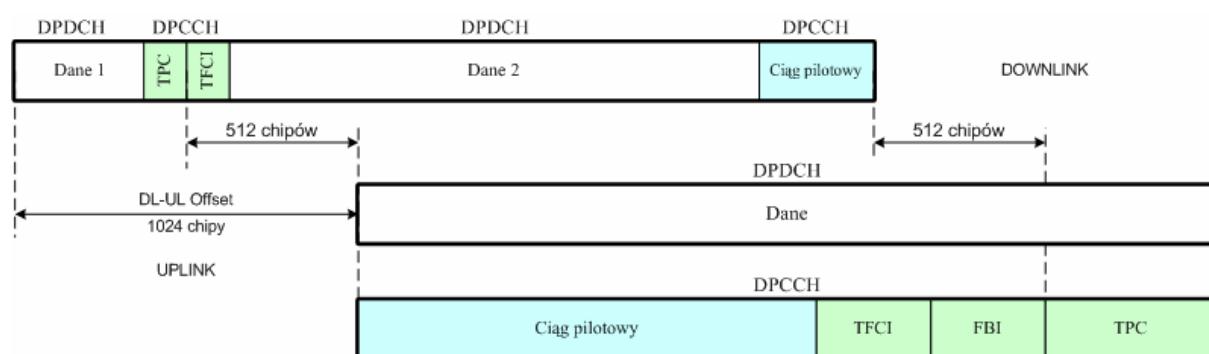 DPDCH DPCCH DPDCH DPCCH
Dane 1 TPC TFCI Dane 2 Ciąg pilotowy DOWNLINK
512 chipów 512 chipów
DPDCH
DL-UL Offset
Dane
1024 chipy
UPLINK
DPCCH
Ciąg pilotowy TFCI FBI TPC